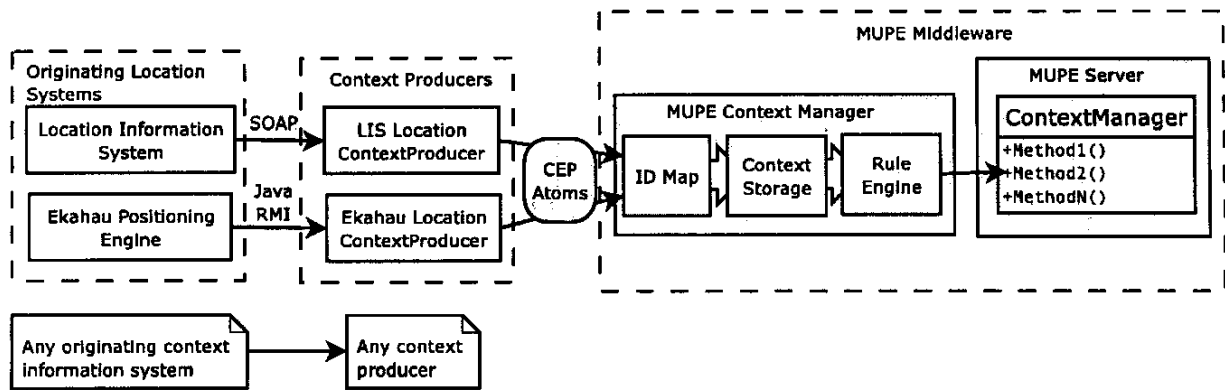 MUPE Middleware
Originating Location
Systems
Location Information
System
Ekahau Positioning
Engine
SOAP
Java
RMI
Context Producers
LIS Location
ContextProducer
Ekahau Location
ContextProducer
CEP
Atoms
MUPE Context Manager
ID Map
Context
Storage
Rule
Engine
MUPE Server
ContextManager
+Method1()
+Method2()
+MethodN()
Any originating context
information system
Any context
producer